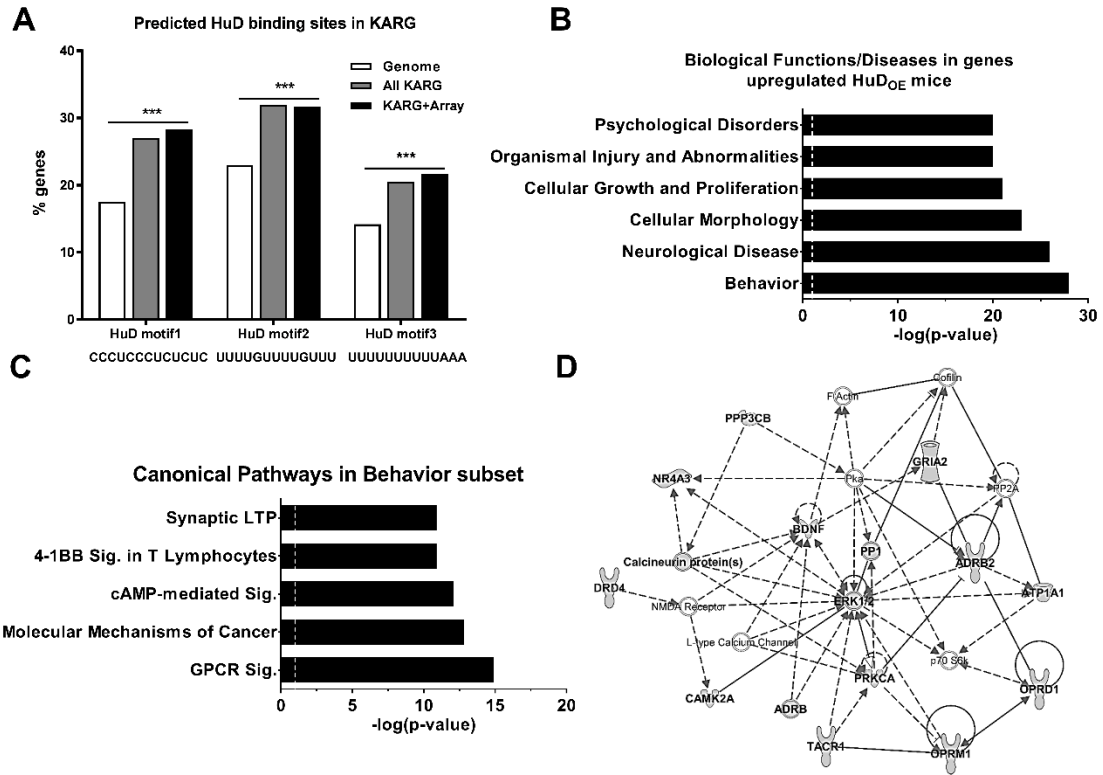 A
Predicted HuD binding sites in KARG
40
30
20
10
0
% genes
Genome
All KARG
KARG+Array
***
***
***
HuD motif1
HuD motif2
HuD motif3
CCCUCCCUCUCUC
UUUUGUUUUGUUU
UUUUUUUUUUAAA
B
Biological Functions/Diseases in genes
upregulated HuDOE mice
Psychological Disorders
Organismal Injury and Abnormalities
Cellular Growth and Proliferation
Cellular Morphology
Neurological Disease
Behavior
0
10
20
30
-log(p-value)
C
Canonical Pathways in Behavior subset
Synaptic LTP
4-1BB Sig. in T Lymphocytes
cAMP-mediated Sig.
Molecular Mechanisms of Cancer
GPCR Sig.
0
5
10
15
20
-log(p-value)
D
Cofilin
F Actin
PPP3CB
GRIA2
NR4A3
Pka
PP2A
BDNF
PP1
Calcineurin protein(s)
ADRB2
DRD4
ERK1/2
ATP1A1
NMDA Receptor
L-type Calcium Channel
p70 S6k
PRKCA
OPRD1
CAMK2A
ADRB
TACR1
OPRM1